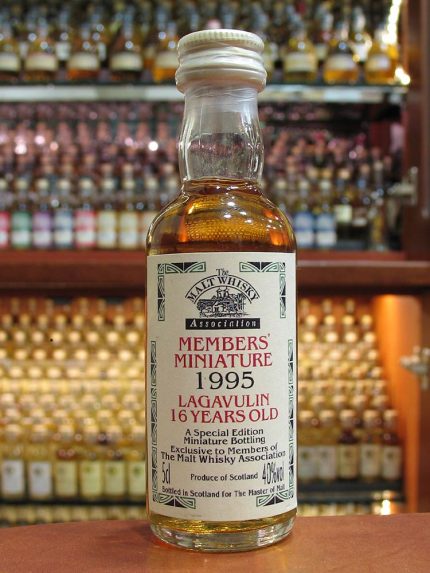 The
MALT WHISKY
Association
MEMBERS'
MINIATURE
1995
LAGAVULIN
16 YEARS OLD
A Special Edition
Miniature Bottling
Exclusive to Members of
The Malt Whisky Association
5cl Produce of Scotland 40%vol
Bottled in Scotland for The Master of Malt